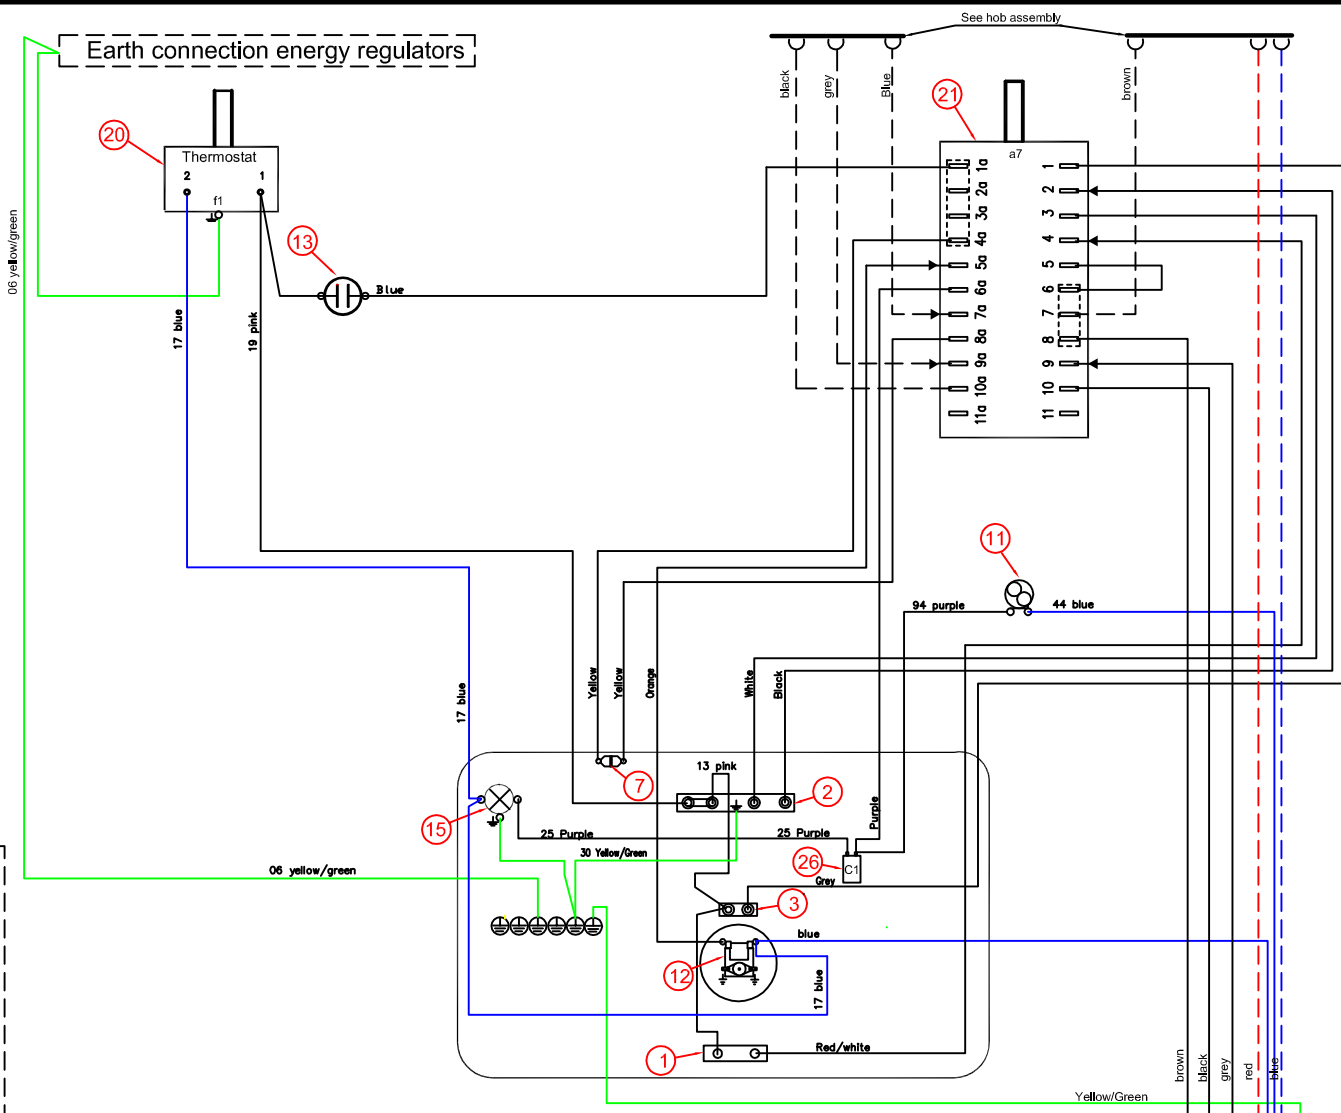 See hob assembly
Earth connection energy regulators
black
grey
Blue
brown
21
20
Thermostat
2
1
f1
a7
1a
2a
3a
4a
5a
6a
7a
8a
9a
10a
11a
1
2
3
4
5
6
7
8
9
10
11
06 yellow/green
13
Blue
17 blue
19 pink
11
94 purple
44 blue
Yellow
Yellow
Orange
White
Black
17 blue
13 pink
7
2
15
25 Purple
25 Purple
Purple
30 Yellow/Green
26
C1
06 yellow/green
Grey
3
blue
12
17 blue
1
Red/white
brown
black
grey
red
blue
Yellow/Green